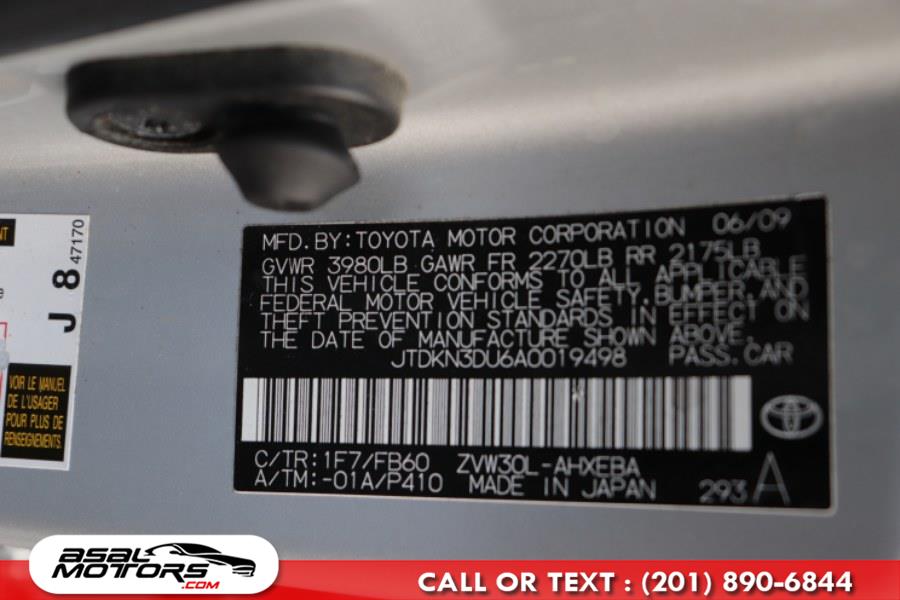 NT
J 8
47170
VOIR LE MANUEL
DE L'USAGER
POUR PLUS DE
RENSEIGNEMENTS.
MFD. BY: TOYOTA MOTOR CORPORATION 06/09
GVWR 3980LB GAWR FR 2270LB RR 2175LB
THIS VEHICLE CONFORMS TO ALL APPLICABLE
FEDERAL MOTOR VEHICLE SAFETY, BUMPER, AND
THEFT PREVENTION STANDARDS IN EFFECT ON
THE DATE OF MANUFACTURE SHOWN ABOVE.
JTDKN3DU6A0019498 PASS. CAR
C/TR: 1F7/FB60 ZVW30L-AHXEBA
A/TM: -01A/P410 MADE IN JAPAN 293 A
ASAL
MOTORS.COM
CALL OR TEXT : (201) 890-6844